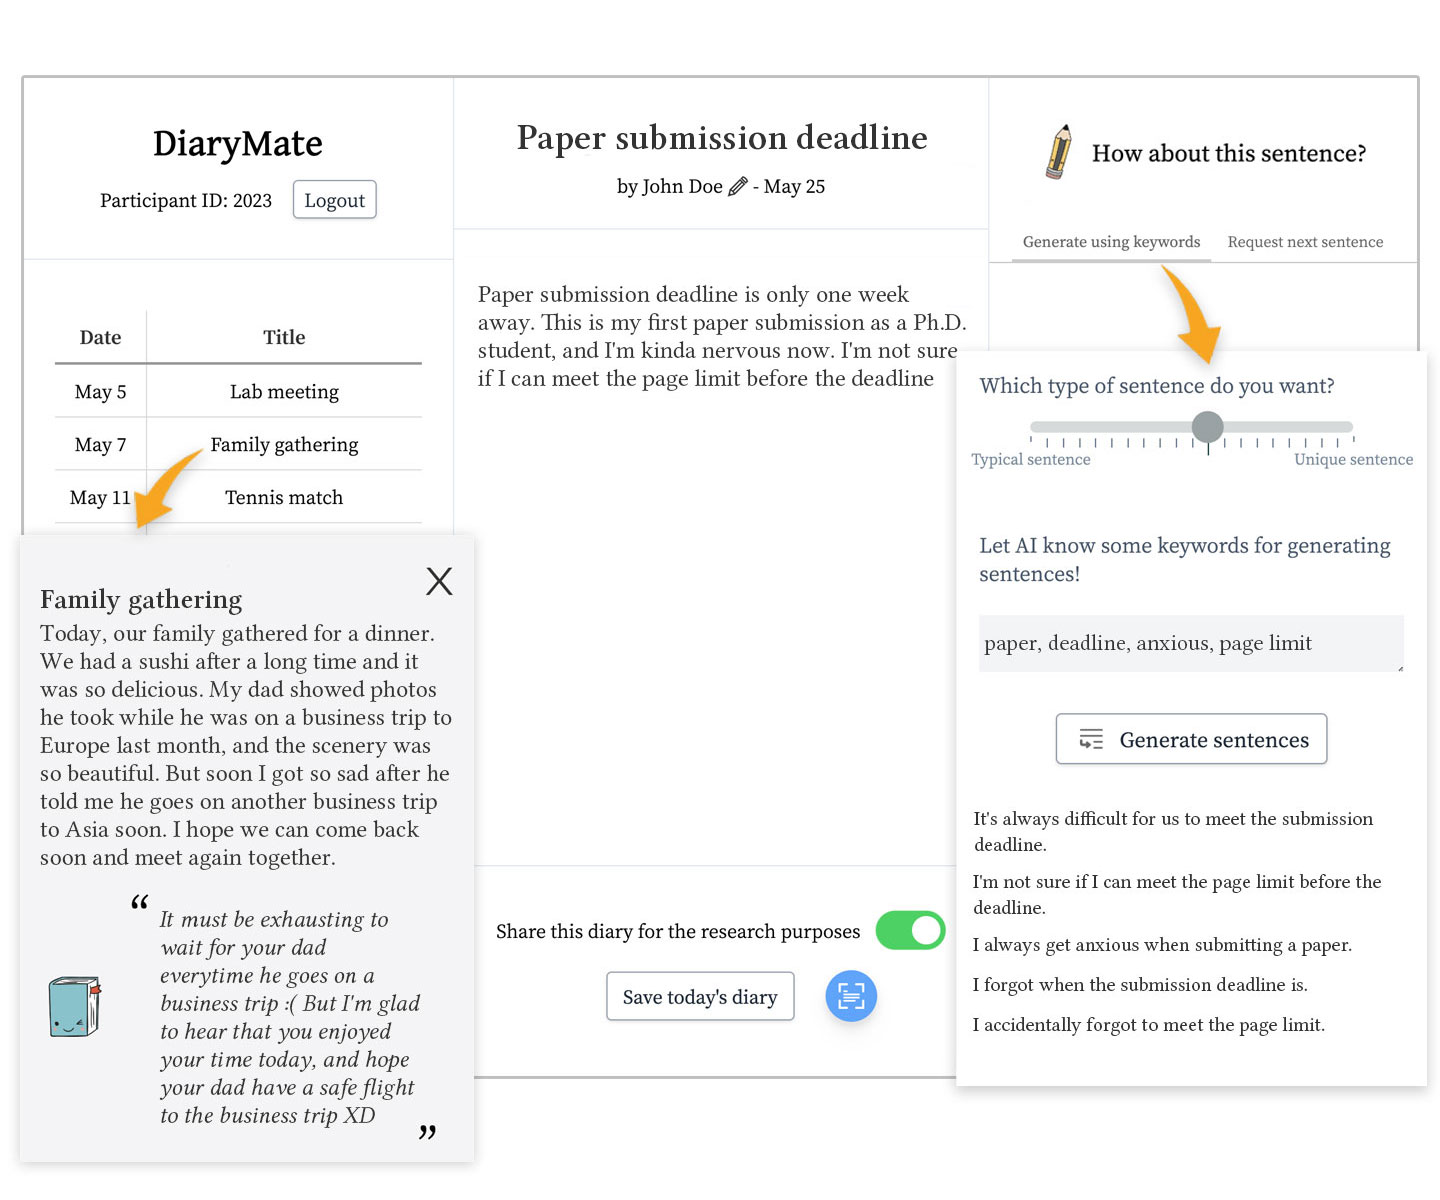 DiaryMate
Participant ID: 2023
Logout
Date Title
May 5 Lab meeting
May 7 Family gathering
May 11 Tennis match
X
Family gathering
Today, our family gathered for a dinner.
We had a sushi after a long time and it
was so delicious. My dad showed photos
he took while he was on a business trip to
Europe last month, and the scenery was
so beautiful. But soon I got so sad after he
told me he goes on another business trip
to Asia soon. I hope we can come back
soon and meet again together.
“ It must be exhausting to
wait for your dad
everytime he goes on a
business trip :( But I'm glad
to hear that you enjoyed
your time today, and hope
your dad have a safe flight
to the business trip XD
”
Paper submission deadline
by John Doe - May 25
Paper submission deadline is only one week
away. This is my first paper submission as a Ph.D.
student, and I'm kinda nervous now. I'm not sure
if I can meet the page limit before the deadline
Share this diary for the research purposes
Save today's diary
How about this sentence?
Generate using keywords
Request next sentence
Which type of sentence do you want?
Typical sentence
Unique sentence
Let AI know some keywords for generating
sentences!
paper, deadline, anxious, page limit
Generate sentences
It's always difficult for us to meet the submission
deadline.
I'm not sure if I can meet the page limit before the
deadline.
I always get anxious when submitting a paper.
I forgot when the submission deadline is.
I accidentally forgot to meet the page limit.